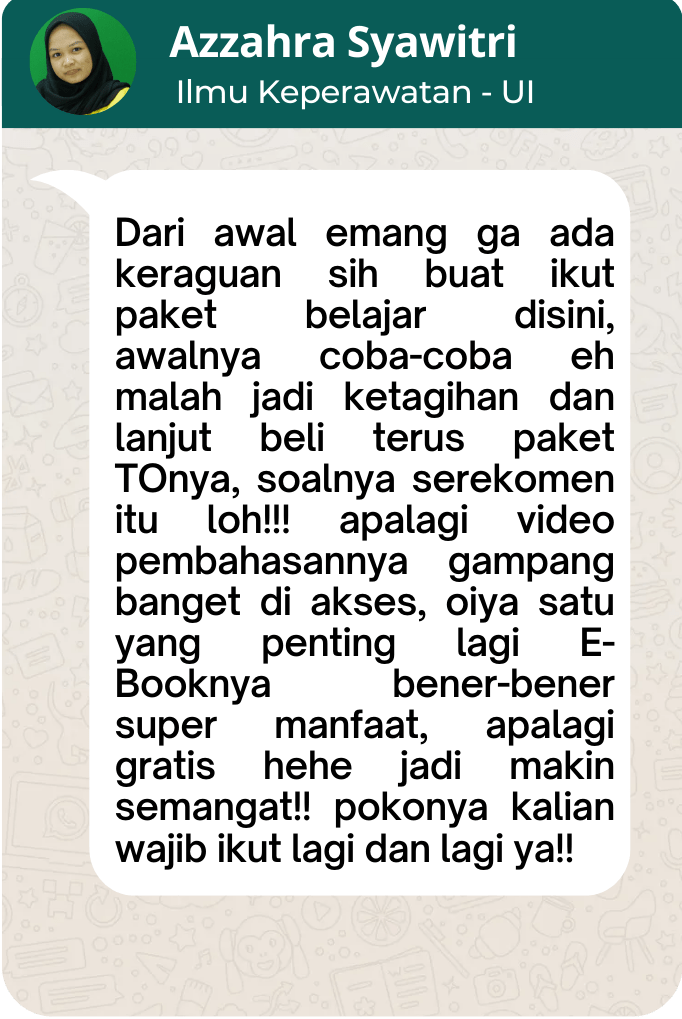 Azzahra Syawitri
Ilmu Keperawatan - UI
Dari awal emang ga ada
keraguan sih buat ikut
paket belajar disini,
awalnya coba-coba eh
malah jadi ketagihan dan
lanjut beli terus paket
TOnya, soalnya serekomen
itu loh!!! apalagi video
pembahasannya gampang
banget di akses, oiya satu
yang penting lagi E-
Booknya bener-bener
super manfaat, apalagi
gratis hehe jadi makin
semangat!! pokonya kalian
wajib ikut lagi dan lagi ya!!